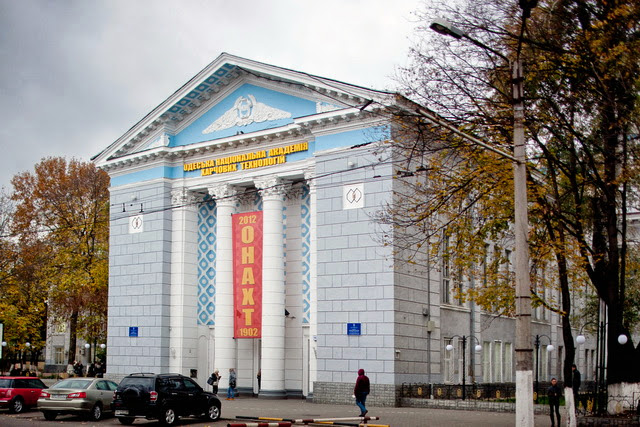 ОДЕСЬКА НАЦІОНАЛЬНА АКАДЕМІЯ
ХАРЧОВИХ ТЕХНОЛОГІЙ
2012
ОНАХТ
1902